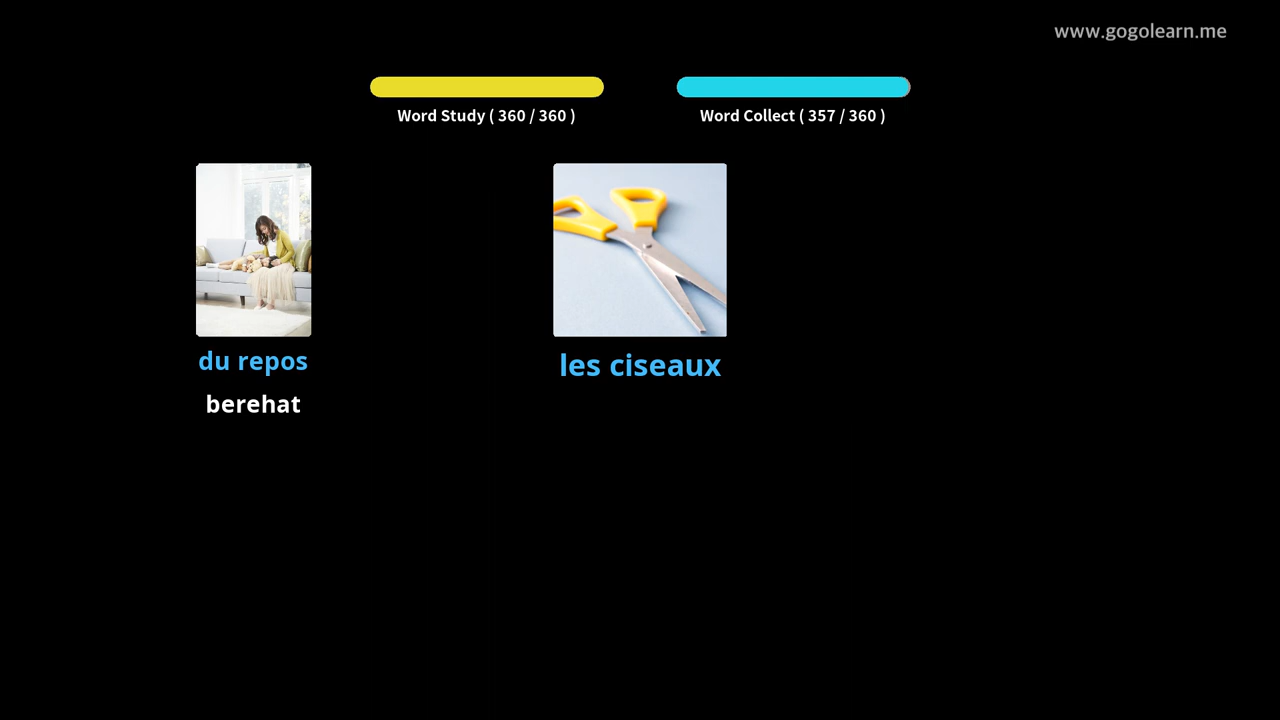 www.gogolearn.me
Word Study ( 360 / 360 )
Word Collect ( 357 / 360 )
du repos
berehat
les ciseaux